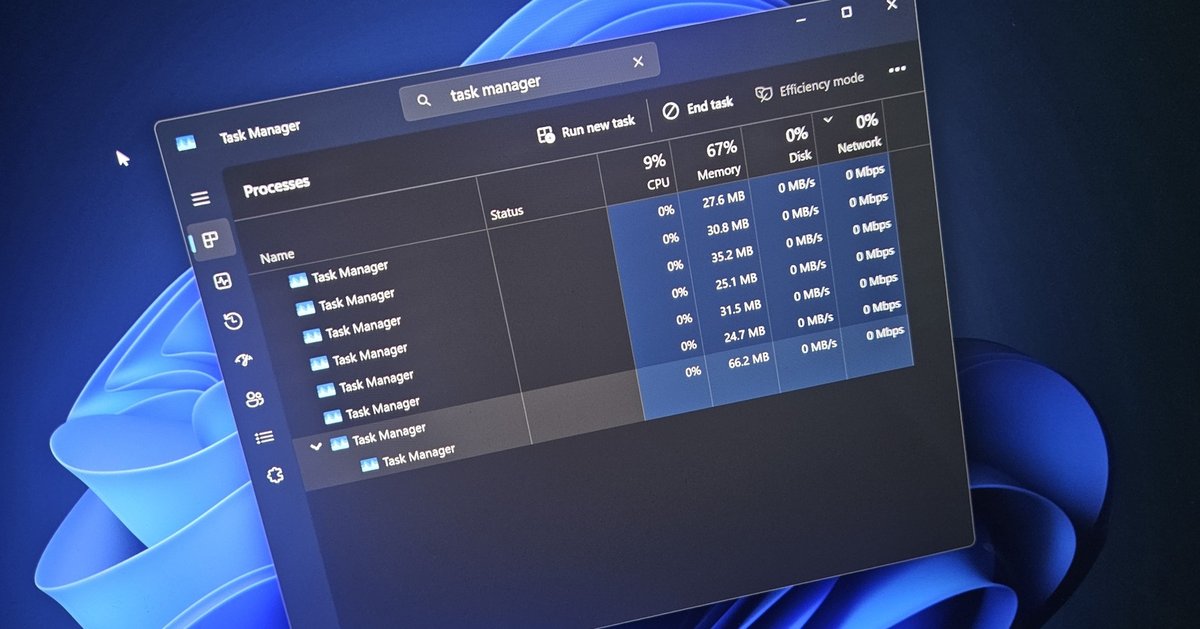 task manager
Task Manager
Run new task
End task
Efficiency mode
Processes
9%
67%
0%
0%
Name
Status
CPU
Memory
Disk
Network
Task Manager 0% 27.6 MB 0 MB/s 0 Mbps
Task Manager 0% 30.8 MB 0 MB/s 0 Mbps
Task Manager 0% 35.2 MB 0 MB/s 0 Mbps
Task Manager 0% 25.1 MB 0 MB/s 0 Mbps
Task Manager 0% 31.5 MB 0 MB/s 0 Mbps
Task Manager 0% 24.7 MB 0 MB/s 0 Mbps
Task Manager 0% 66.2 MB 0 MB/s 0 Mbps
Task Manager